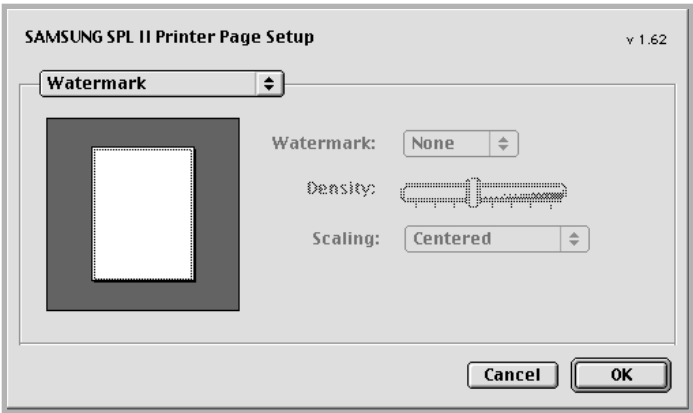 SAMSUNG SPL II Printer Page Setup v 1.62
Watermark
Watermark: None
Density:
Scaling: Centered
Cancel OK